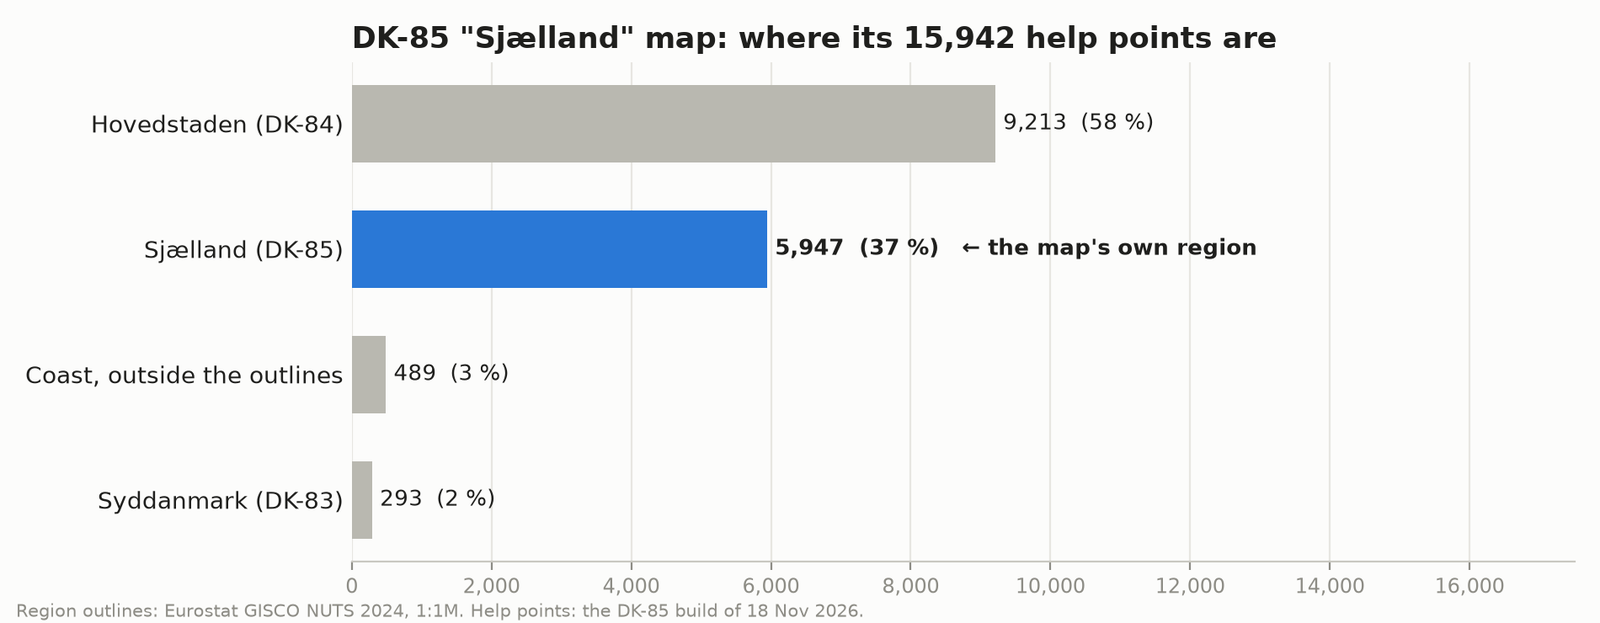 DK-85 "Sjælland" map: where its 15,942 help points are
Hovedstaden (DK-84)
9,213  (58 %)
Sjælland (DK-85)
5,947  (37 %)   ← the map's own region
Coast, outside the outlines
489  (3 %)
Syddanmark (DK-83)
293  (2 %)
0 2,000 4,000 6,000 8,000 10,000 12,000 14,000 16,000
Region outlines: Eurostat GISCO NUTS 2024, 1:1M. Help points: the DK-85 build of 18 Nov 2026.